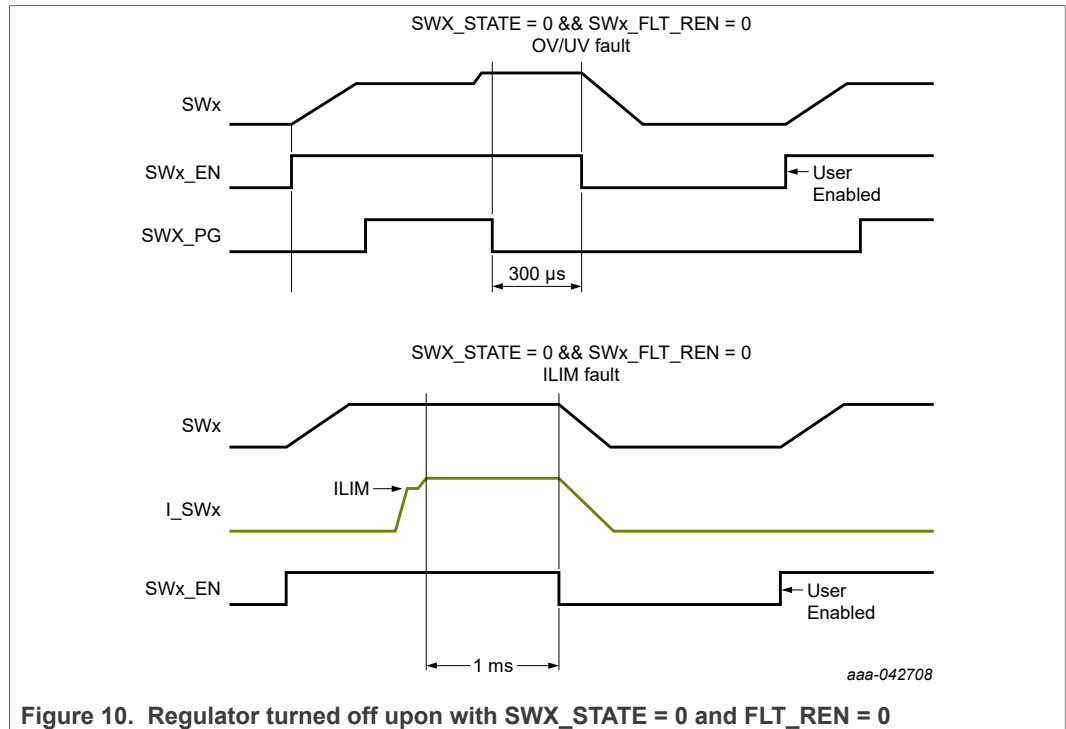 SWX_STATE = 0 && SWx_FLT_REN = 0
OV/UV fault
SWx
SWx_EN
User
Enabled
SWX_PG
300 µs
SWX_STATE = 0 && SWx_FLT_REN = 0
ILIM fault
SWx
ILIM
I_SWx
SWx_EN
User
Enabled
1 ms
aaa-042708
Figure 10. Regulator turned off upon with SWX_STATE = 0 and FLT_REN = 0